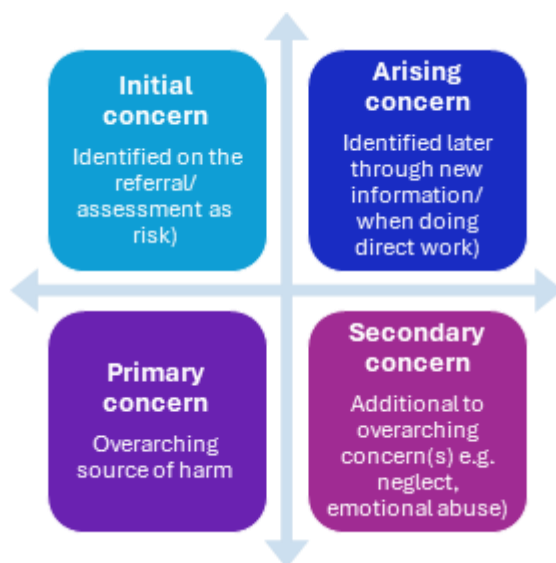 Initial
concern
Identified on the
referral/
assessment as
risk)
Arising
concern
Identified later
through new
information/
when doing
direct work)
Primary
concern
Overarching
source of harm
Secondary
concern
Additional to
overarching
concern(s) e.g.
neglect,
emotional abuse)